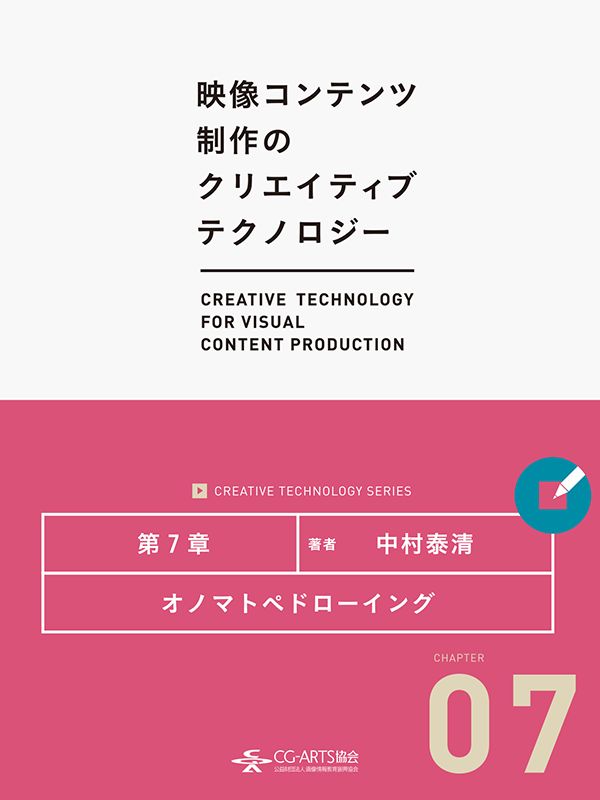 映像コンテンツ
制作の
クリエイティブ
テクノロジー
CREATIVE TECHNOLOGY
FOR VISUAL
CONTENT PRODUCTION
CREATIVE TECHNOLOGY SERIES
第7章
著者 中村泰清
オノマトペドローイング
CHAPTER
07
CG-ARTS協会
公益財団法人 画像情報教育振興協会